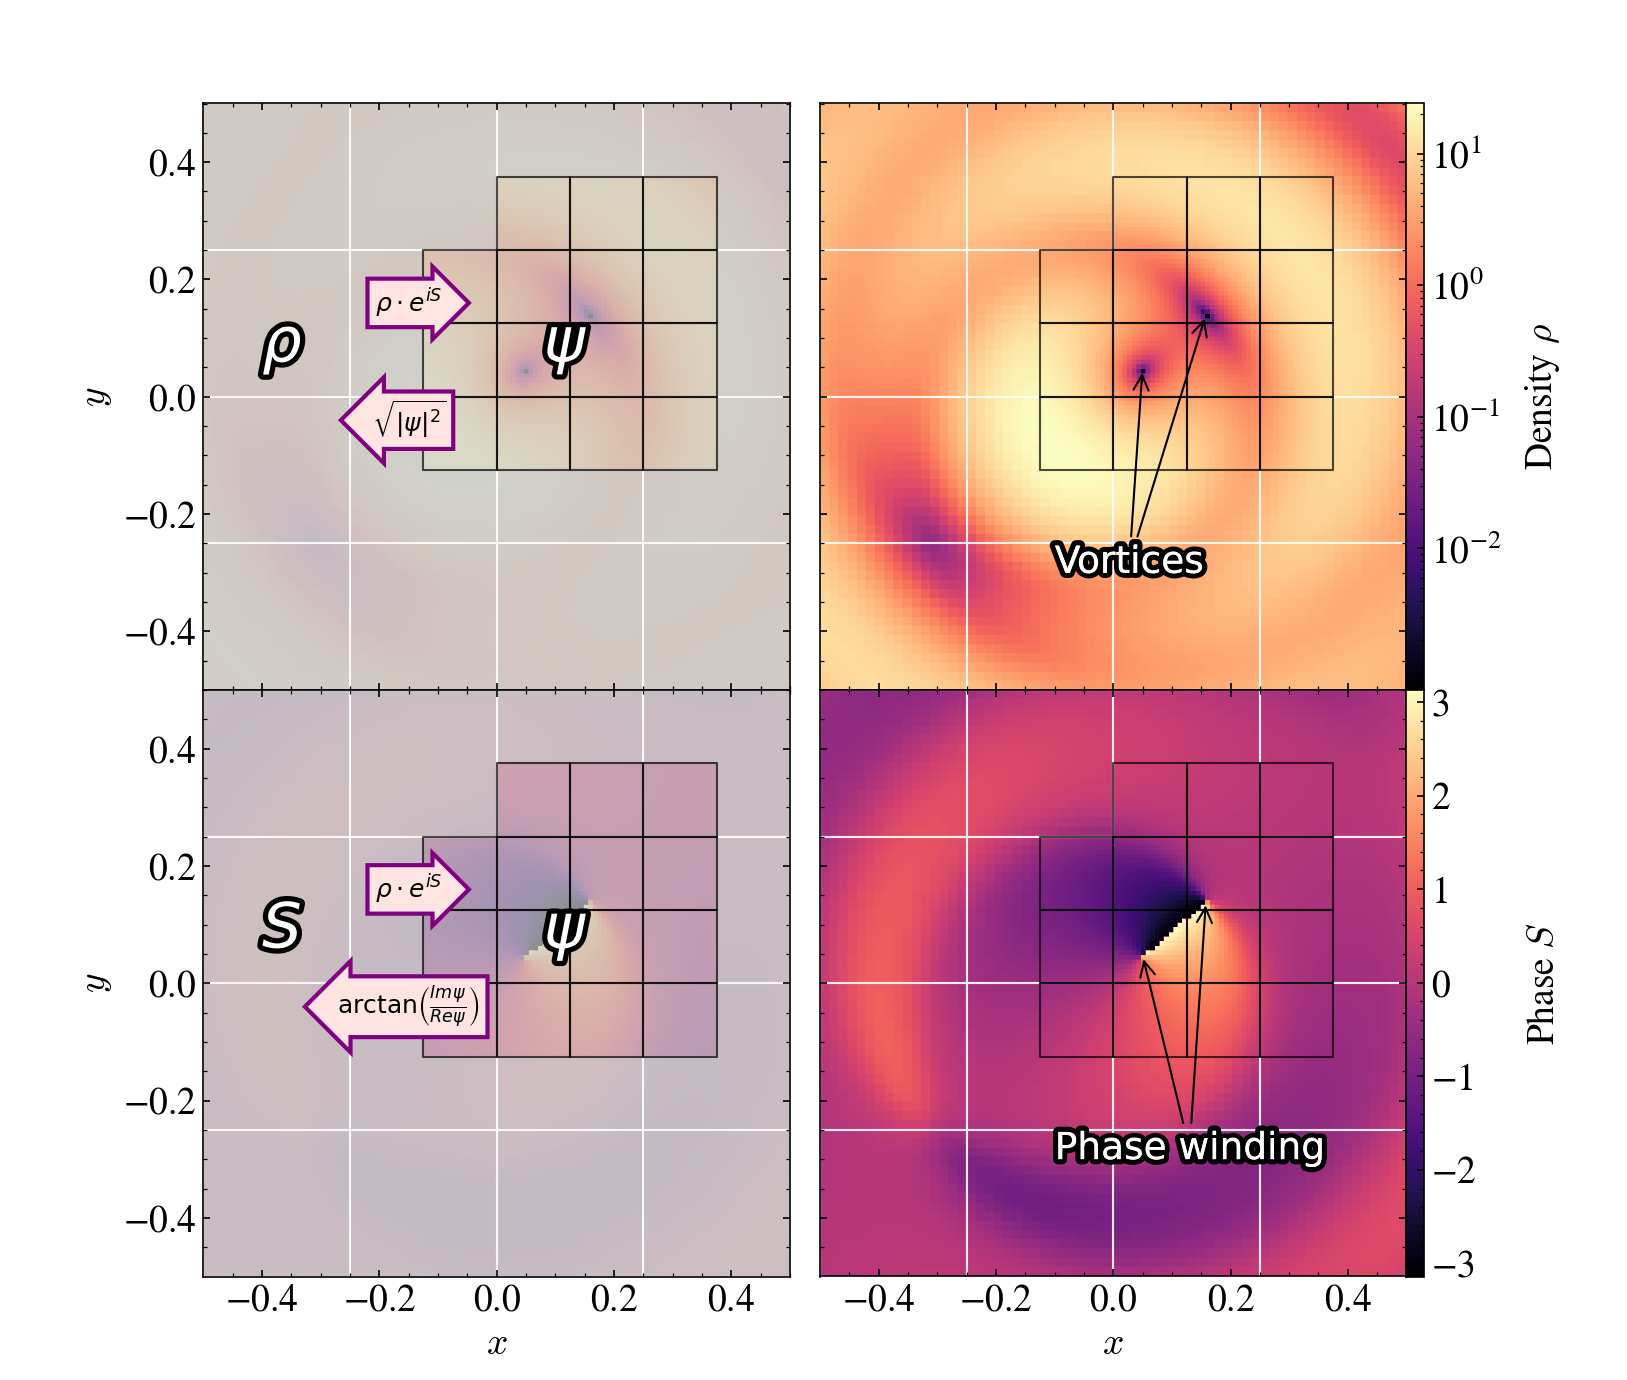 0.4
0.2
0.0
−0.2
−0.4
y
ρ
ρ · e^{iS}
√|ψ|²
ψ
Vortices
10¹
10⁰
10⁻¹
10⁻²
Density ρ
0.4
0.2
0.0
−0.2
−0.4
y
S
ρ · e^{iS}
arctan(Imψ/Reψ)
ψ
Phase winding
3
2
1
0
−1
−2
−3
Phase S
−0.4 −0.2 0.0 0.2 0.4
x
−0.4 −0.2 0.0 0.2 0.4
x